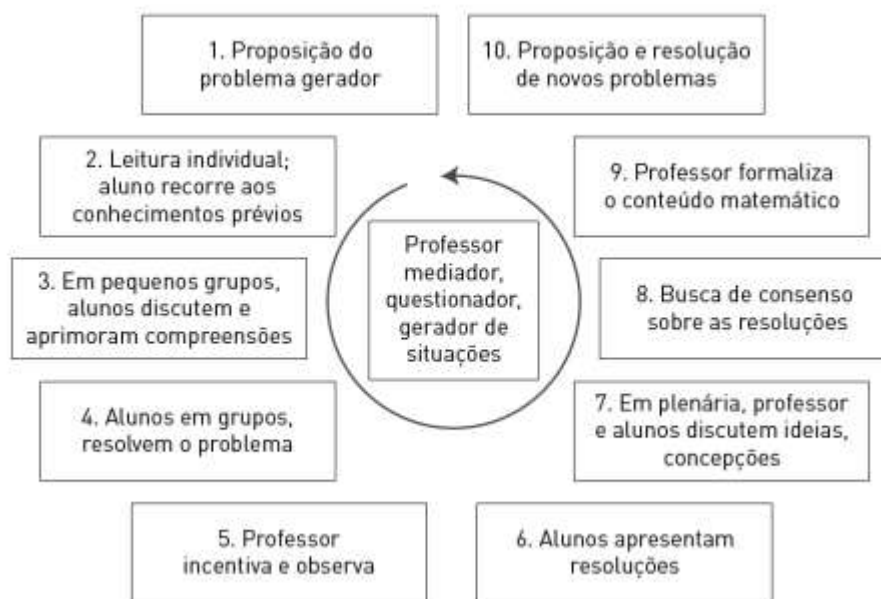 1. Proposição do
problema gerador
2. Leitura individual;
aluno recorre aos
conhecimentos prévios
3. Em pequenos grupos,
alunos discutem e
aprimoram compreensões
4. Alunos em grupos,
resolvem o problema
5. Professor
incentiva e observa
6. Alunos apresentam
resoluções
7. Em plenária, professor
e alunos discutem ideias,
concepções
8. Busca de consenso
sobre as resoluções
9. Professor formaliza
o conteúdo matemático
10. Proposição e resolução
de novos problemas
Professor
mediador,
questionador,
gerador de
situações